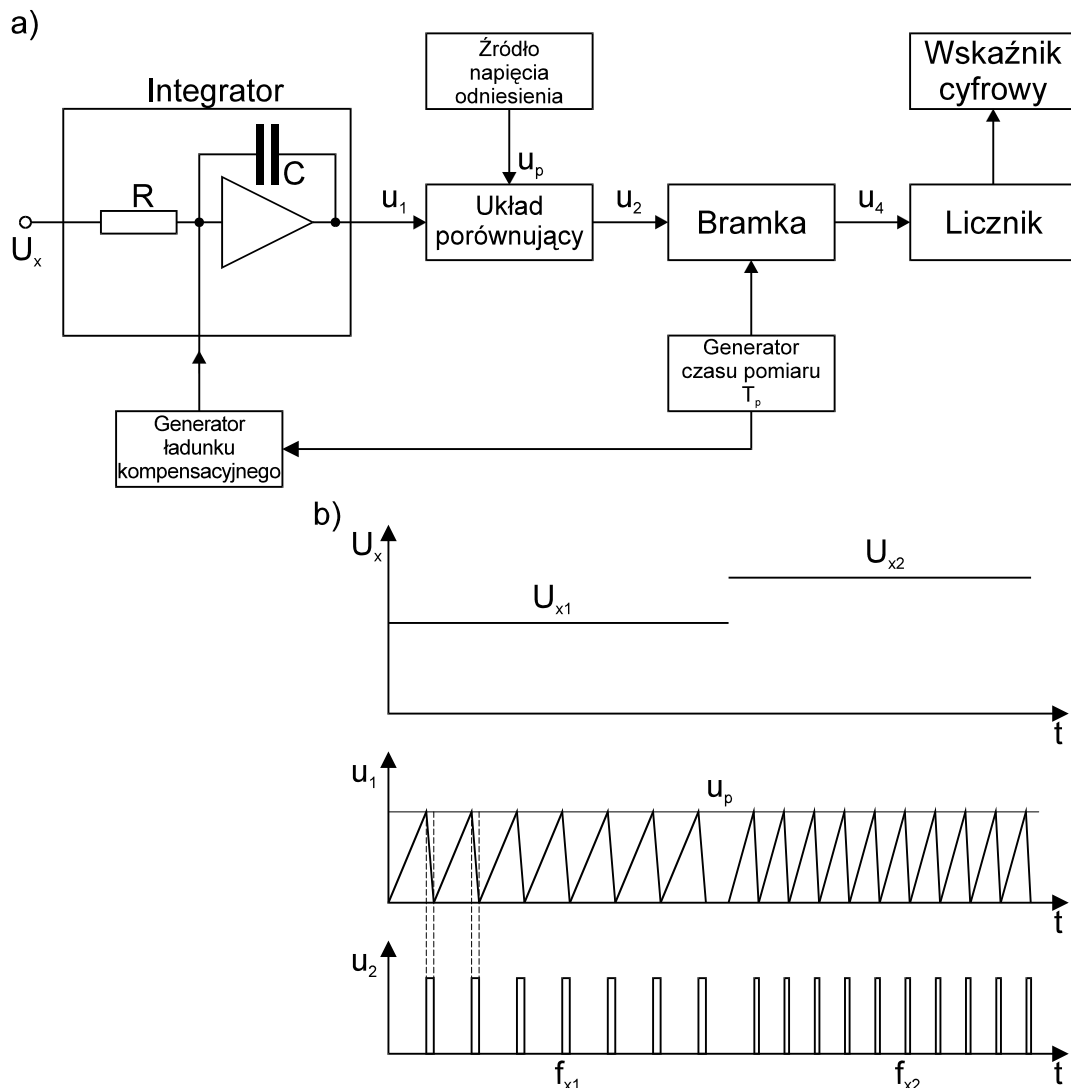 a)
Integrator
R
C
Uₓ
Źródło
napięcia
odniesienia
uₚ
u₁
Układ
porównujący
u₂
Bramka
u₄
Licznik
Wskaźnik
cyfrowy
Generator
czasu pomiaru
Tₚ
Generator
ładunku
kompensacyjnego
b)
Uₓ
Uₓ₁
Uₓ₂
t
u₁
uₚ
t
u₂
fₓ₁
fₓ₂
t